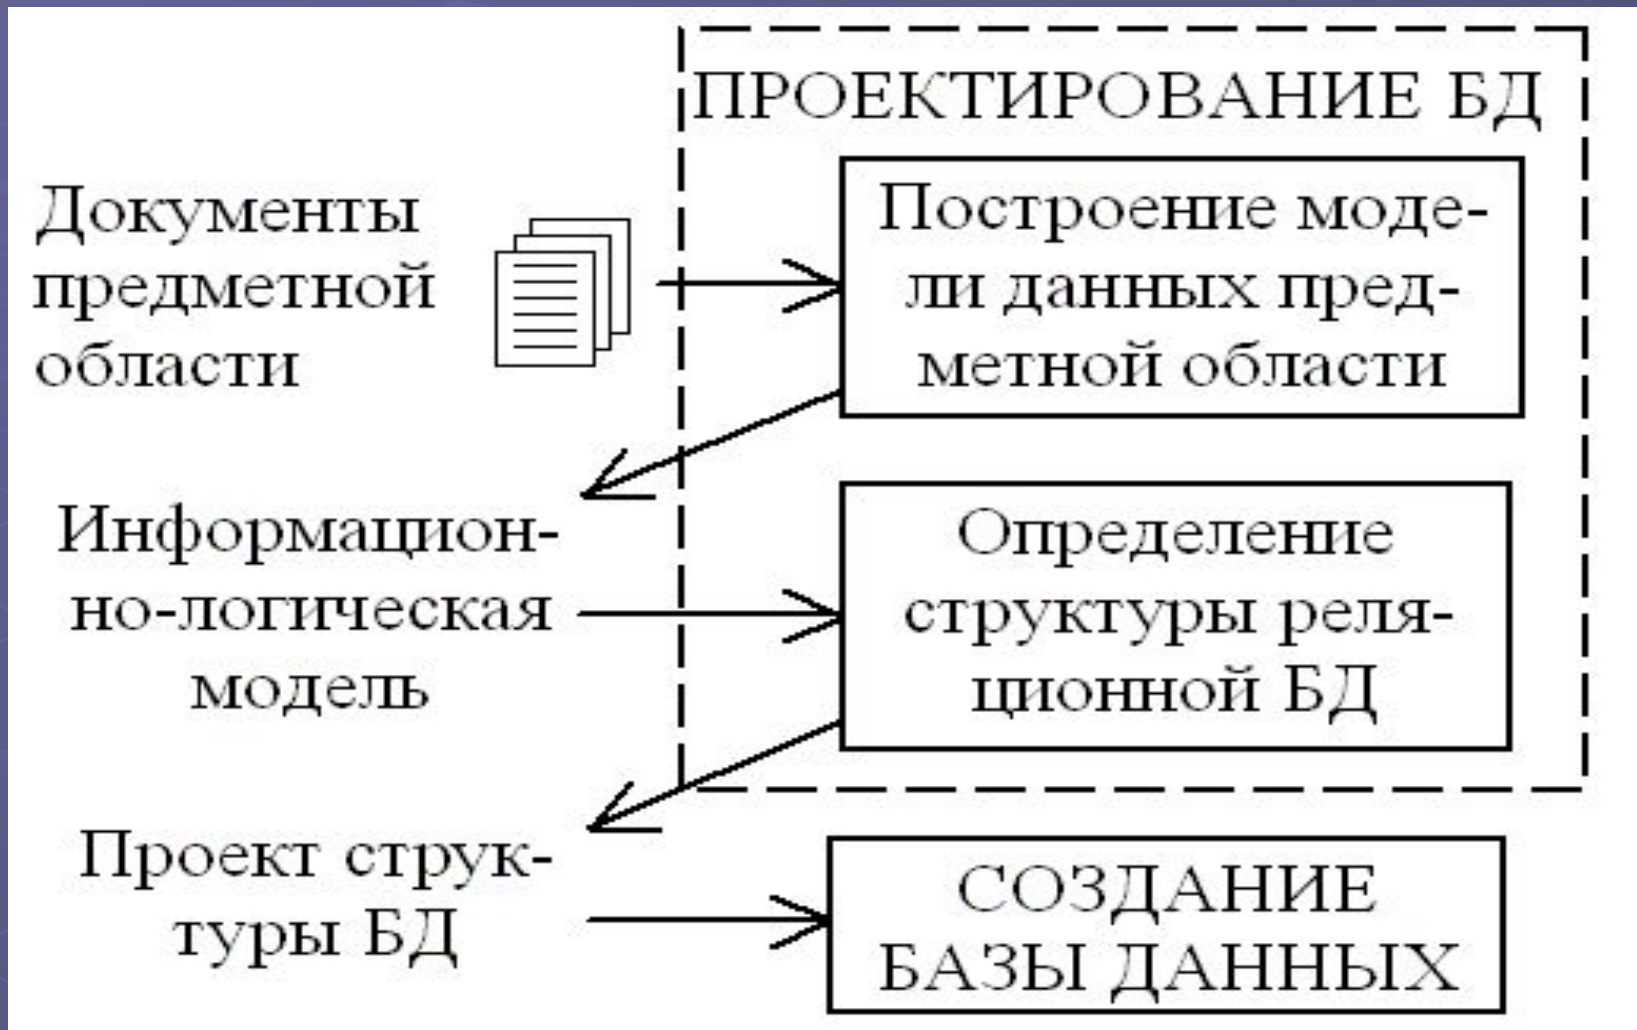 ПРОЕКТИРОВАНИЕ БД
Документы
предметной
области
Построение моде-
ли данных пред-
метной области
Информацион-
но-логическая
модель
Определение
структуры реля-
ционной БД
Проект струк-
туры БД
СОЗДАНИЕ
БАЗЫ ДАННЫХ